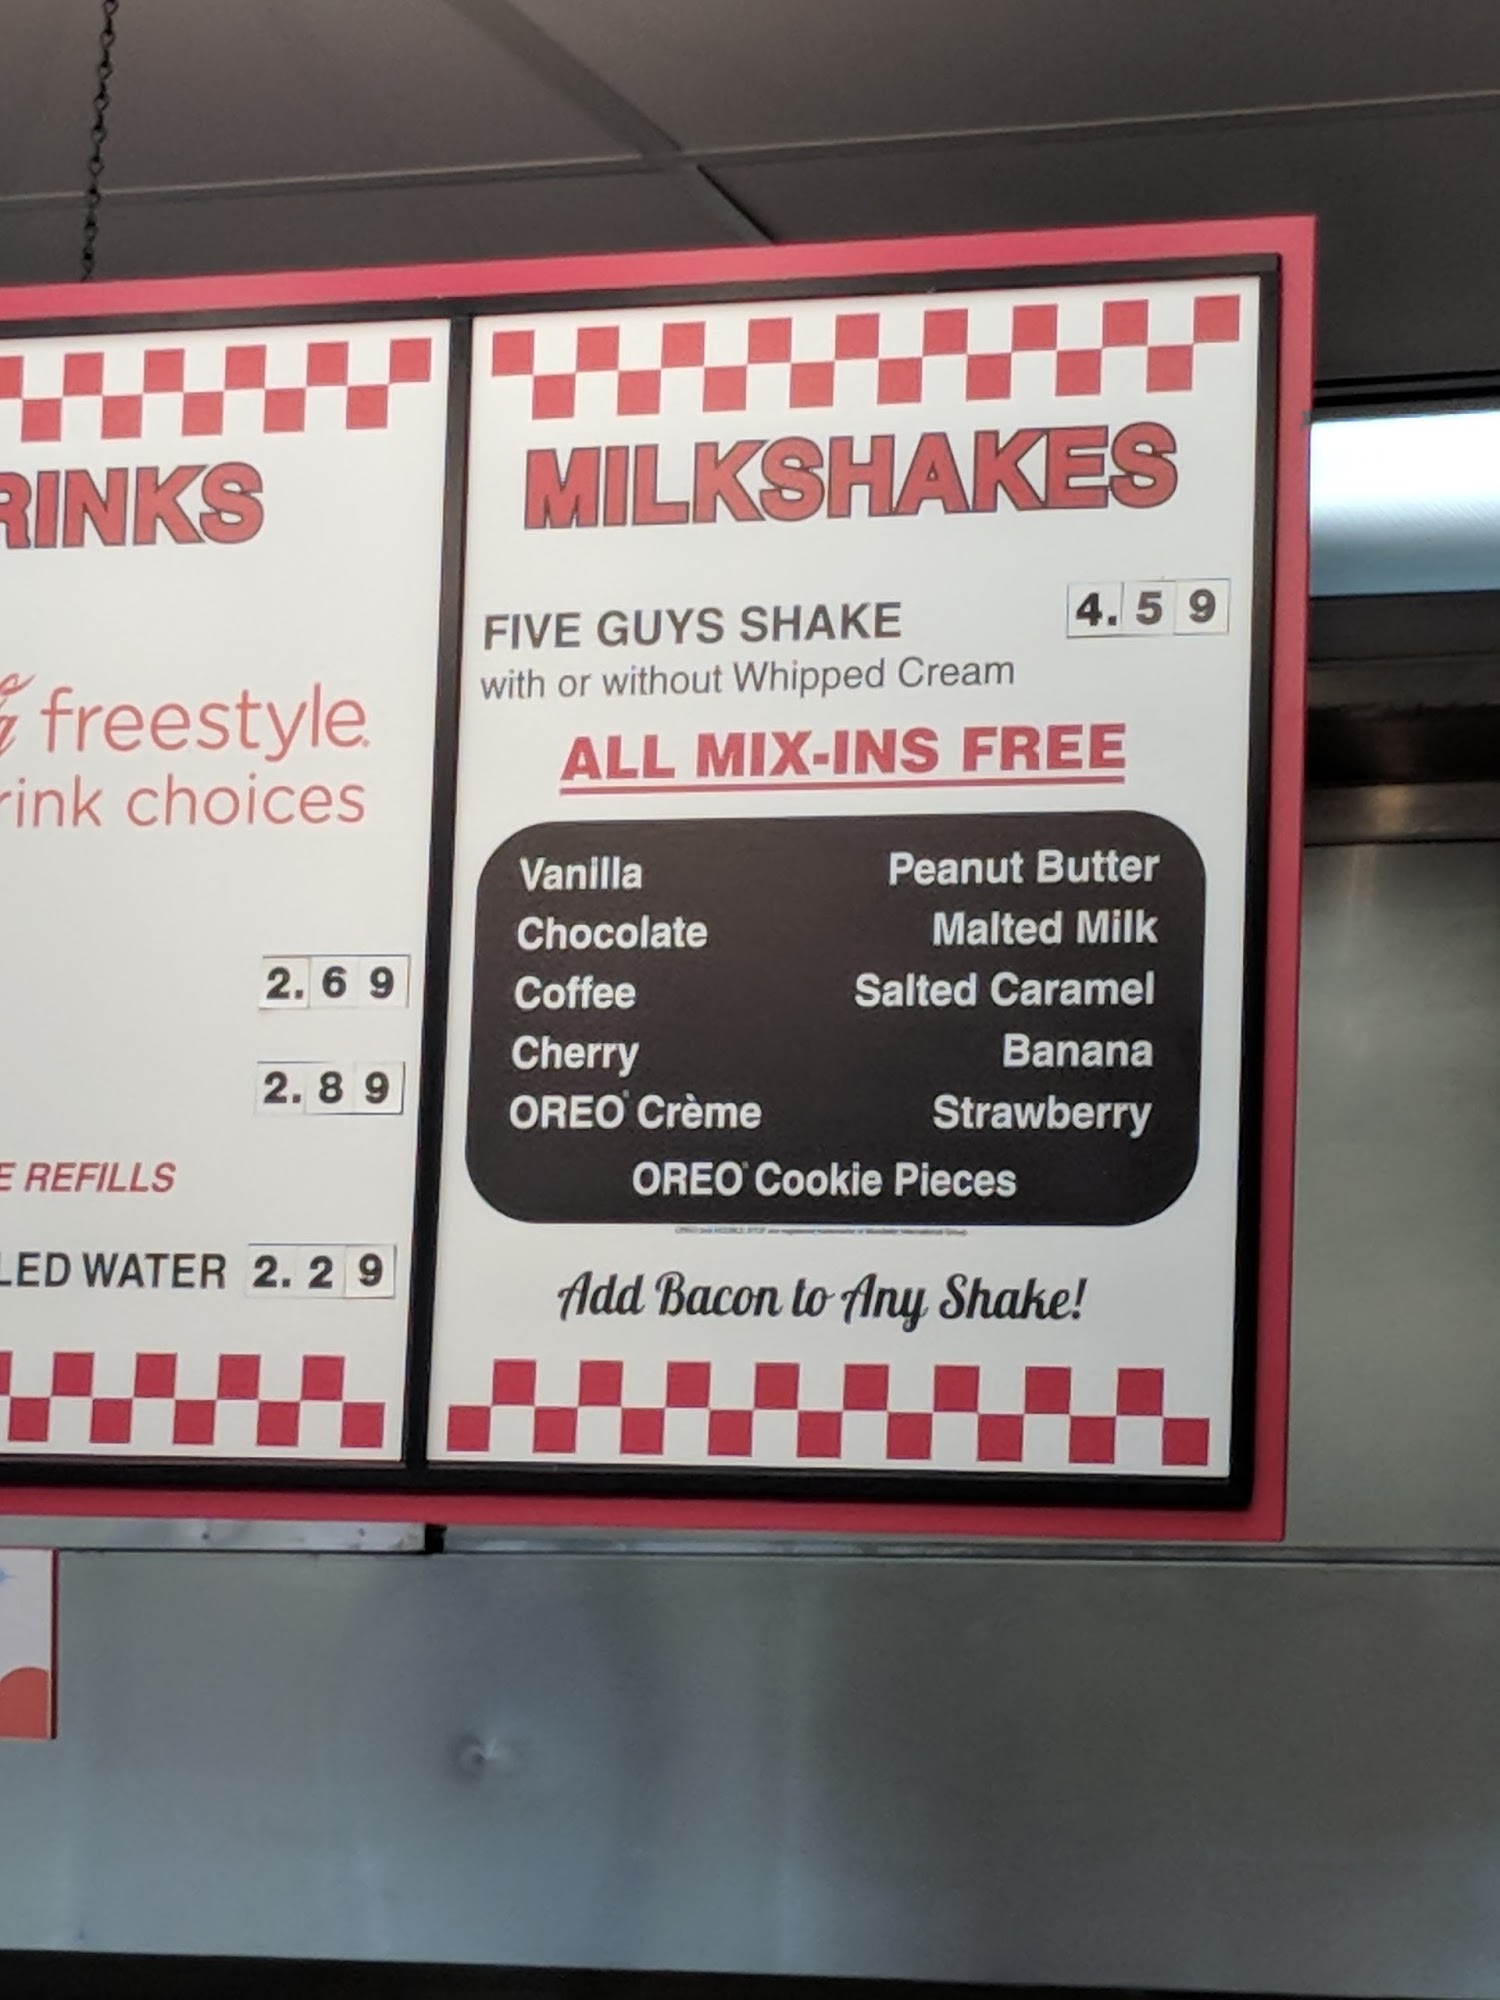 RINKS
freestyle
rink choices
2.69
2.89
E REFILLS
LED WATER 2.29
MILKSHAKES
FIVE GUYS SHAKE 4.59
with or without Whipped Cream
ALL MIX-INS FREE
Vanilla Peanut Butter
Chocolate Malted Milk
Coffee Salted Caramel
Cherry Banana
OREO® Crème Strawberry
OREO® Cookie Pieces
Add Bacon to Any Shake!